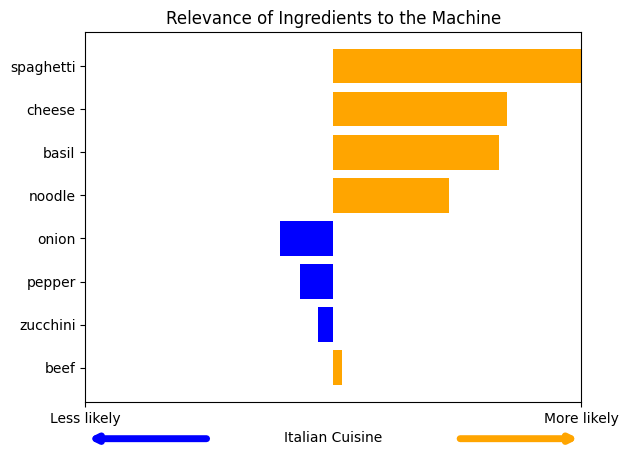 Relevance of Ingredients to the Machine
spaghetti
cheese
basil
noodle
onion
pepper
zucchini
beef
Less likely
More likely
Italian Cuisine